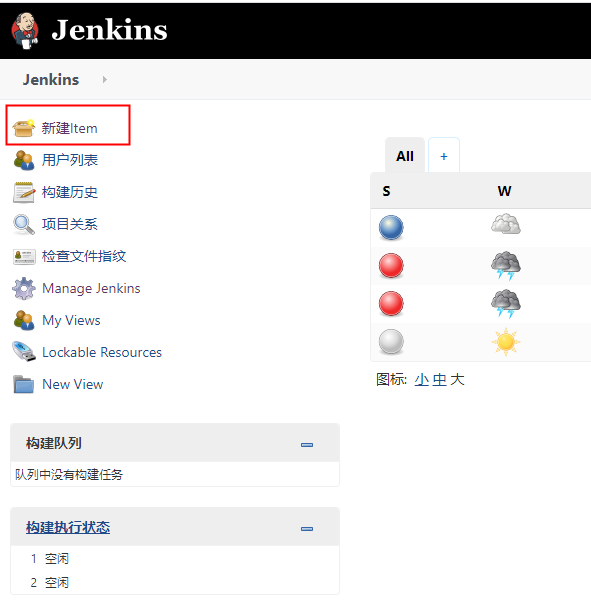 Jenkins
Jenkins
新建Item
用户列表
构建历史
项目关系
检查文件指纹
Manage Jenkins
My Views
Lockable Resources
New View
构建队列
队列中没有构建任务
构建执行状态
1 空闲
2 空闲
All +
S W
图标: 小 中 大